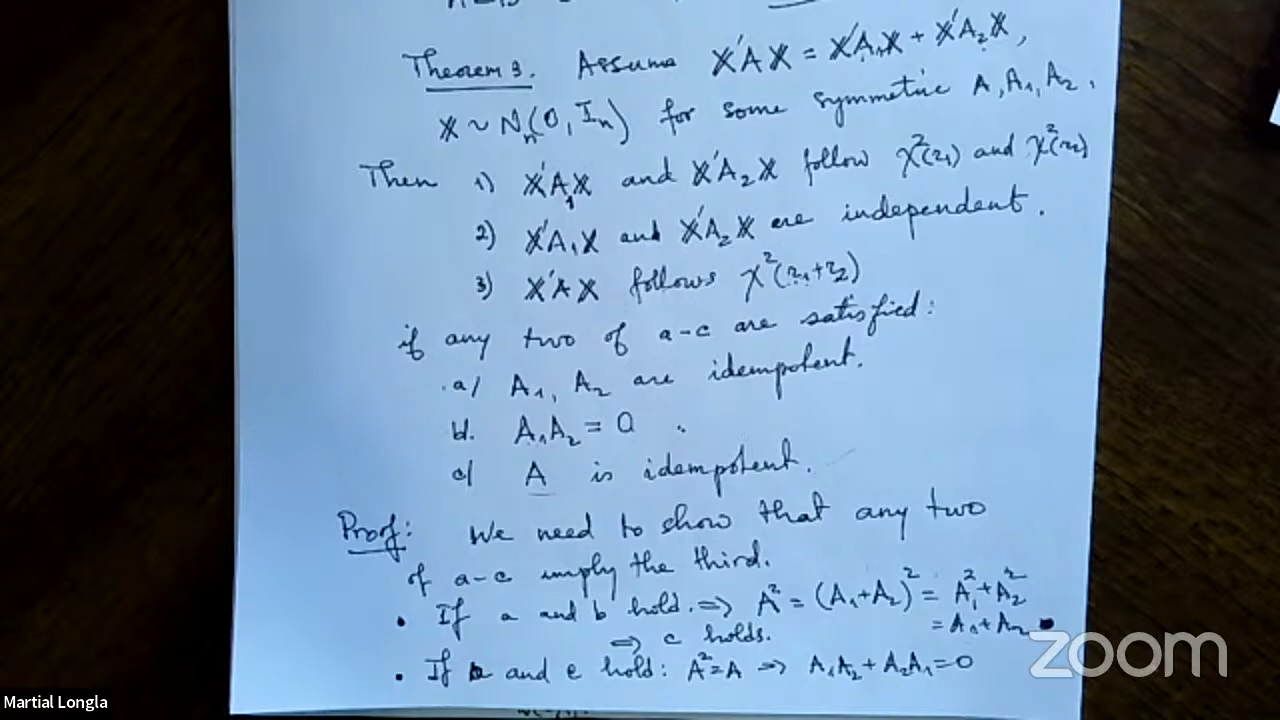 Theorem 3. Assume X'AX = X'A₁X + X'A₂X,
X ~ Nₙ(0, Iₙ) for some symmetric A, A₁, A₂.
Then 1) X'A₁X and X'A₂X follow χ²(r₁) and χ²(r₂)
2) X'A₁X and X'A₂X are independent.
3) X'AX follows χ²(r₁+r₂)
if any two of a-c are satisfied:
a/ A₁, A₂ are idempotent.
b. A₁A₂ = 0.
c/ A is idempotent.
Proof: We need to show that any two
of a-c imply the third.
• If a and b hold. ⇒ A² = (A₁+A₂)² = A₁² + A₂²
= A₁ + A₂
⇒ c holds.
• If and c hold: A² = A ⇒ A₁A₂ + A₂A₁ = 0
zoom
Martial Longla